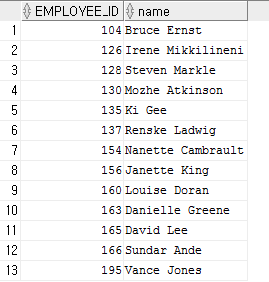 EMPLOYEE_ID name
1 104 Bruce Ernst
2 126 Irene Mikkilineni
3 128 Steven Markle
4 130 Mozhe Atkinson
5 135 Ki Gee
6 137 Renske Ladwig
7 154 Nanette Cambrault
8 156 Janette King
9 160 Louise Doran
10 163 Danielle Greene
11 165 David Lee
12 166 Sundar Ande
13 195 Vance Jones